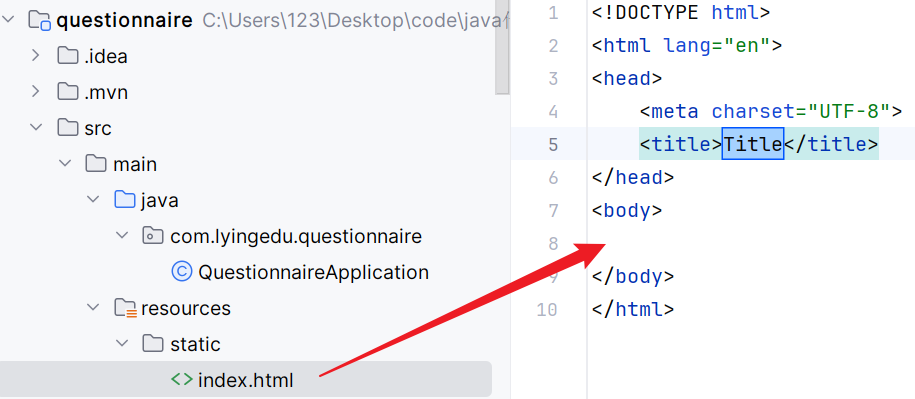 questionnaire C:\Users\123\Desktop\code\java
.idea
.mvn
src
main
java
com.lyingedu.questionnaire
QuestionnaireApplication
resources
static
index.html
1 <!DOCTYPE html>
2 <html lang="en">
3 <head>
4 <meta charset="UTF-8">
5 <title>Title</title>
6 </head>
7 <body>
8
9 </body>
10 </html>